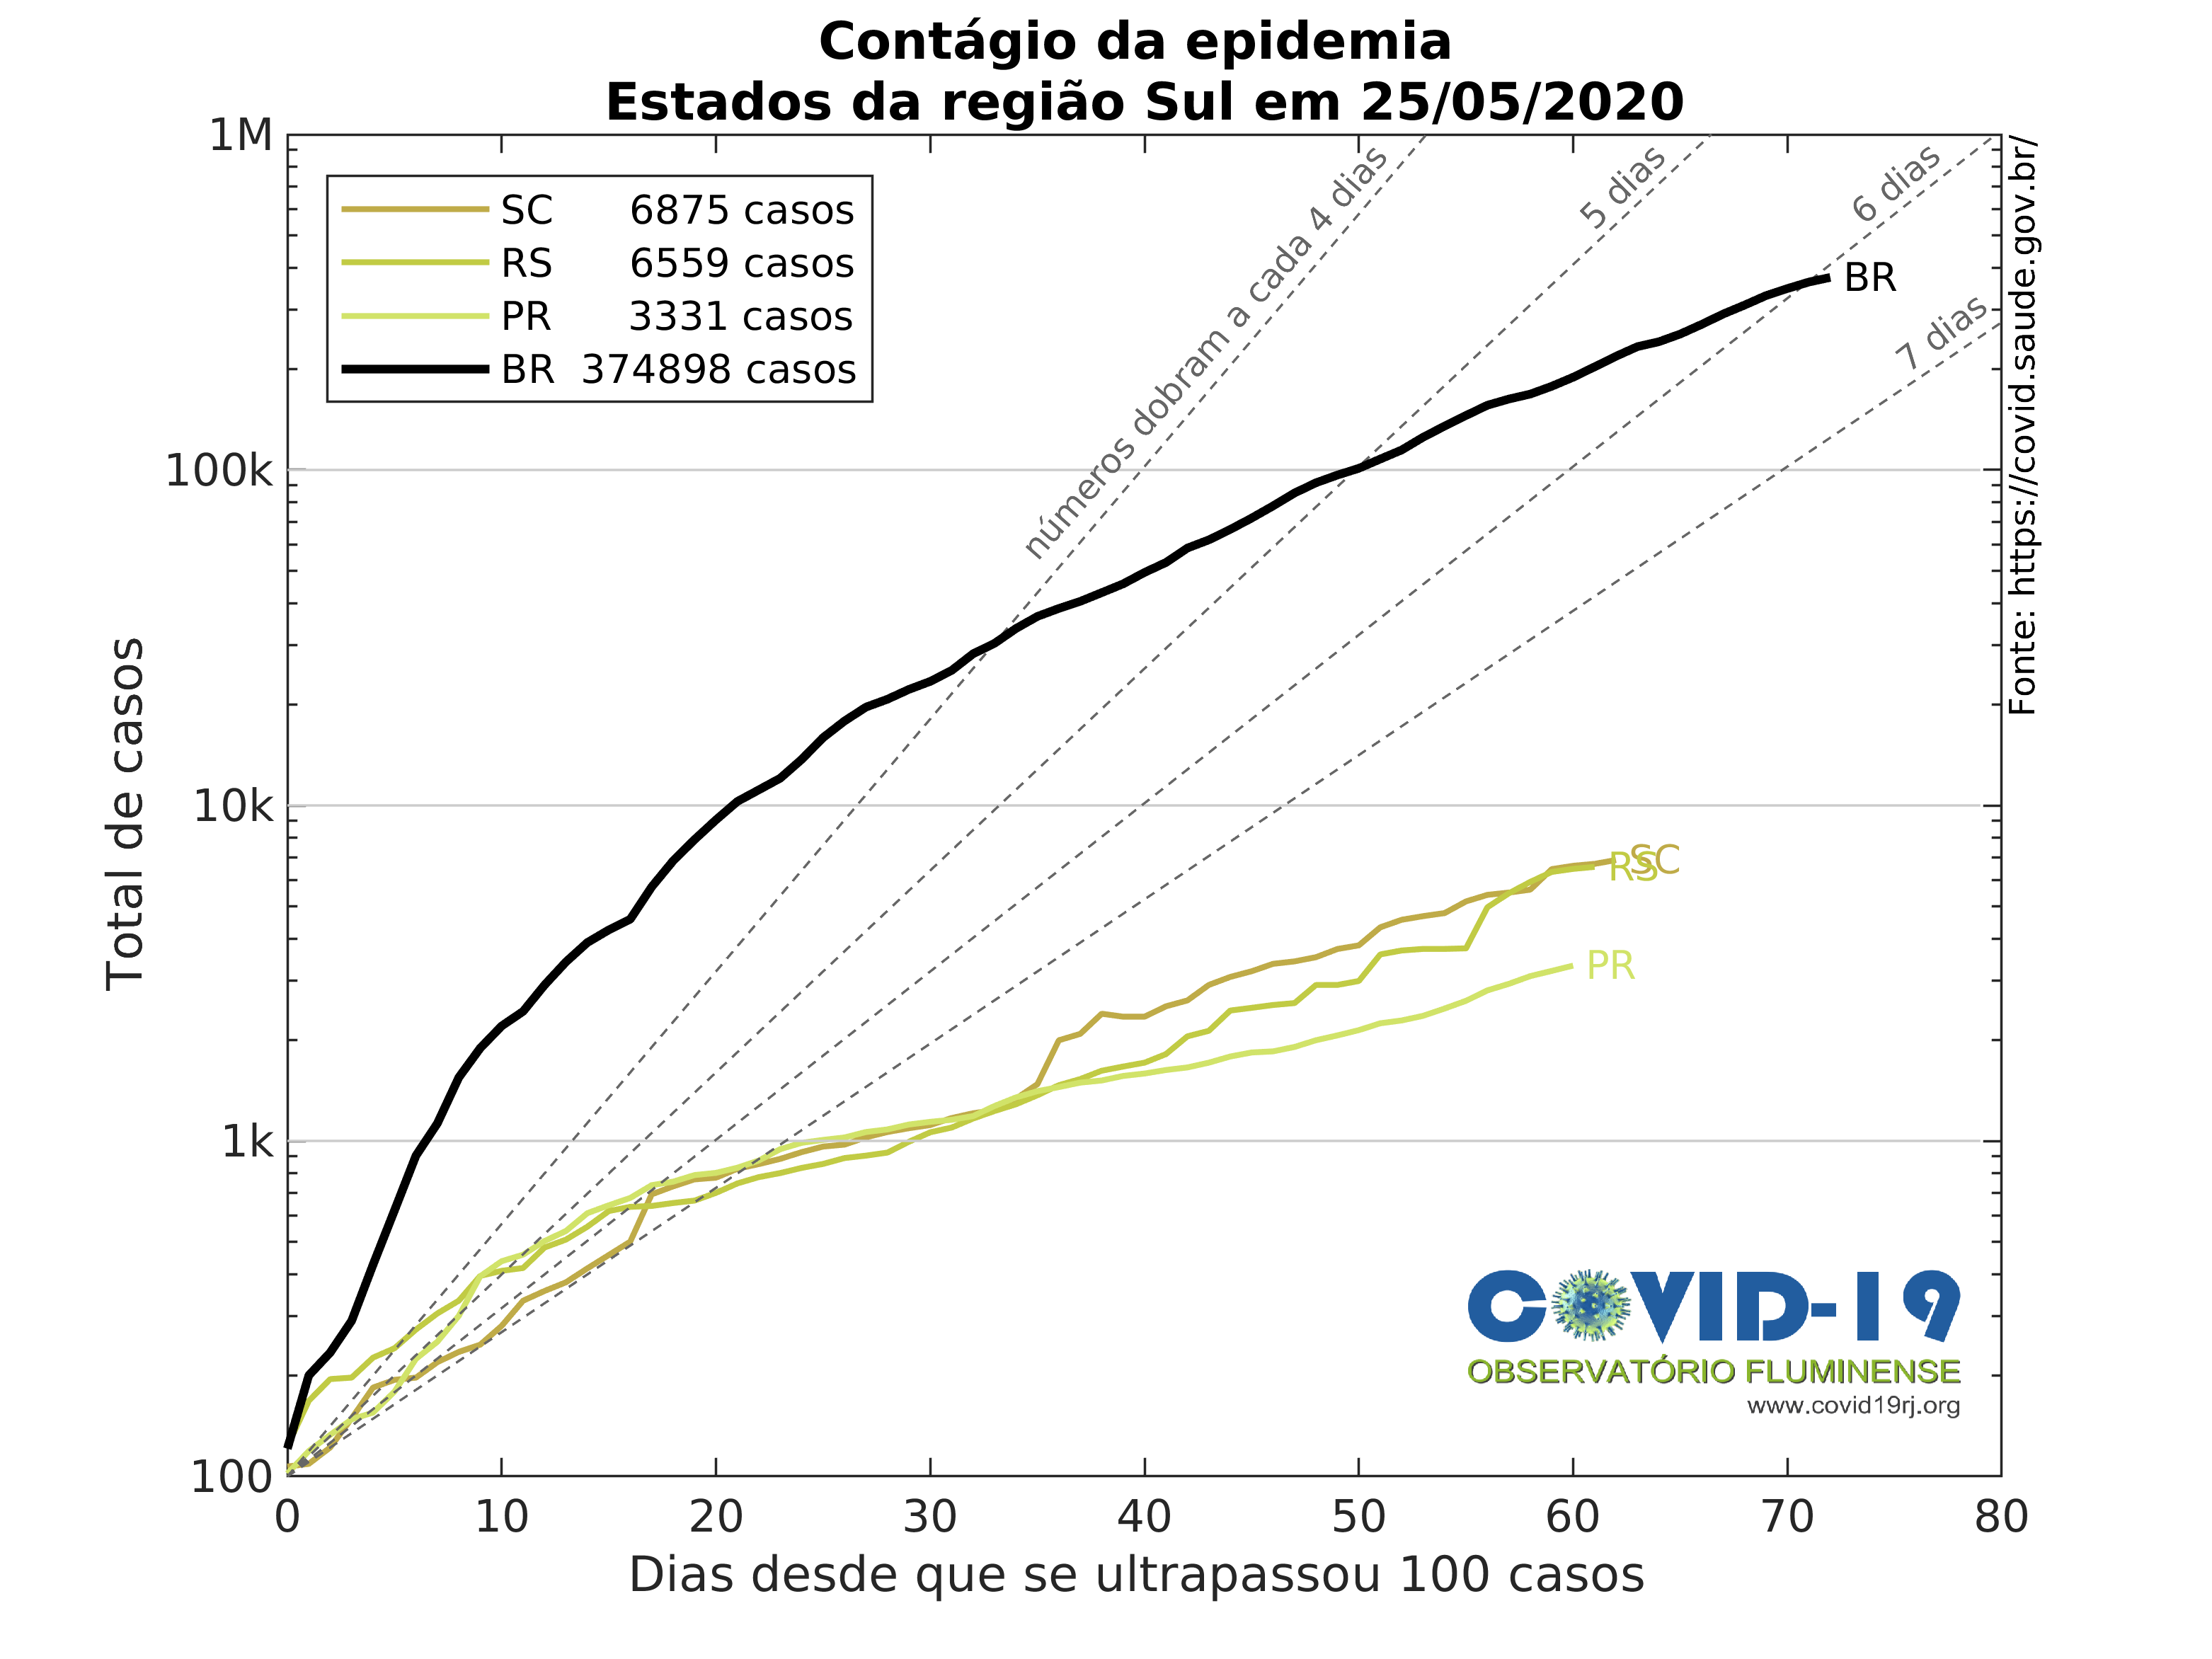 Contágio da epidemia
Estados da região Sul em 25/05/2020
SC 6875 casos
RS 6559 casos
PR 3331 casos
BR 374898 casos
números dobram a cada 4 dias
5 dias
6 dias
7 dias
BR
SC
RS
PR
Fonte: https://covid.saude.gov.br/
Total de casos
1M
100k
10k
1k
100
0 10 20 30 40 50 60 70 80
Dias desde que se ultrapassou 100 casos
COVID-19
OBSERVATÓRIO FLUMINENSE
www.covid19rj.org